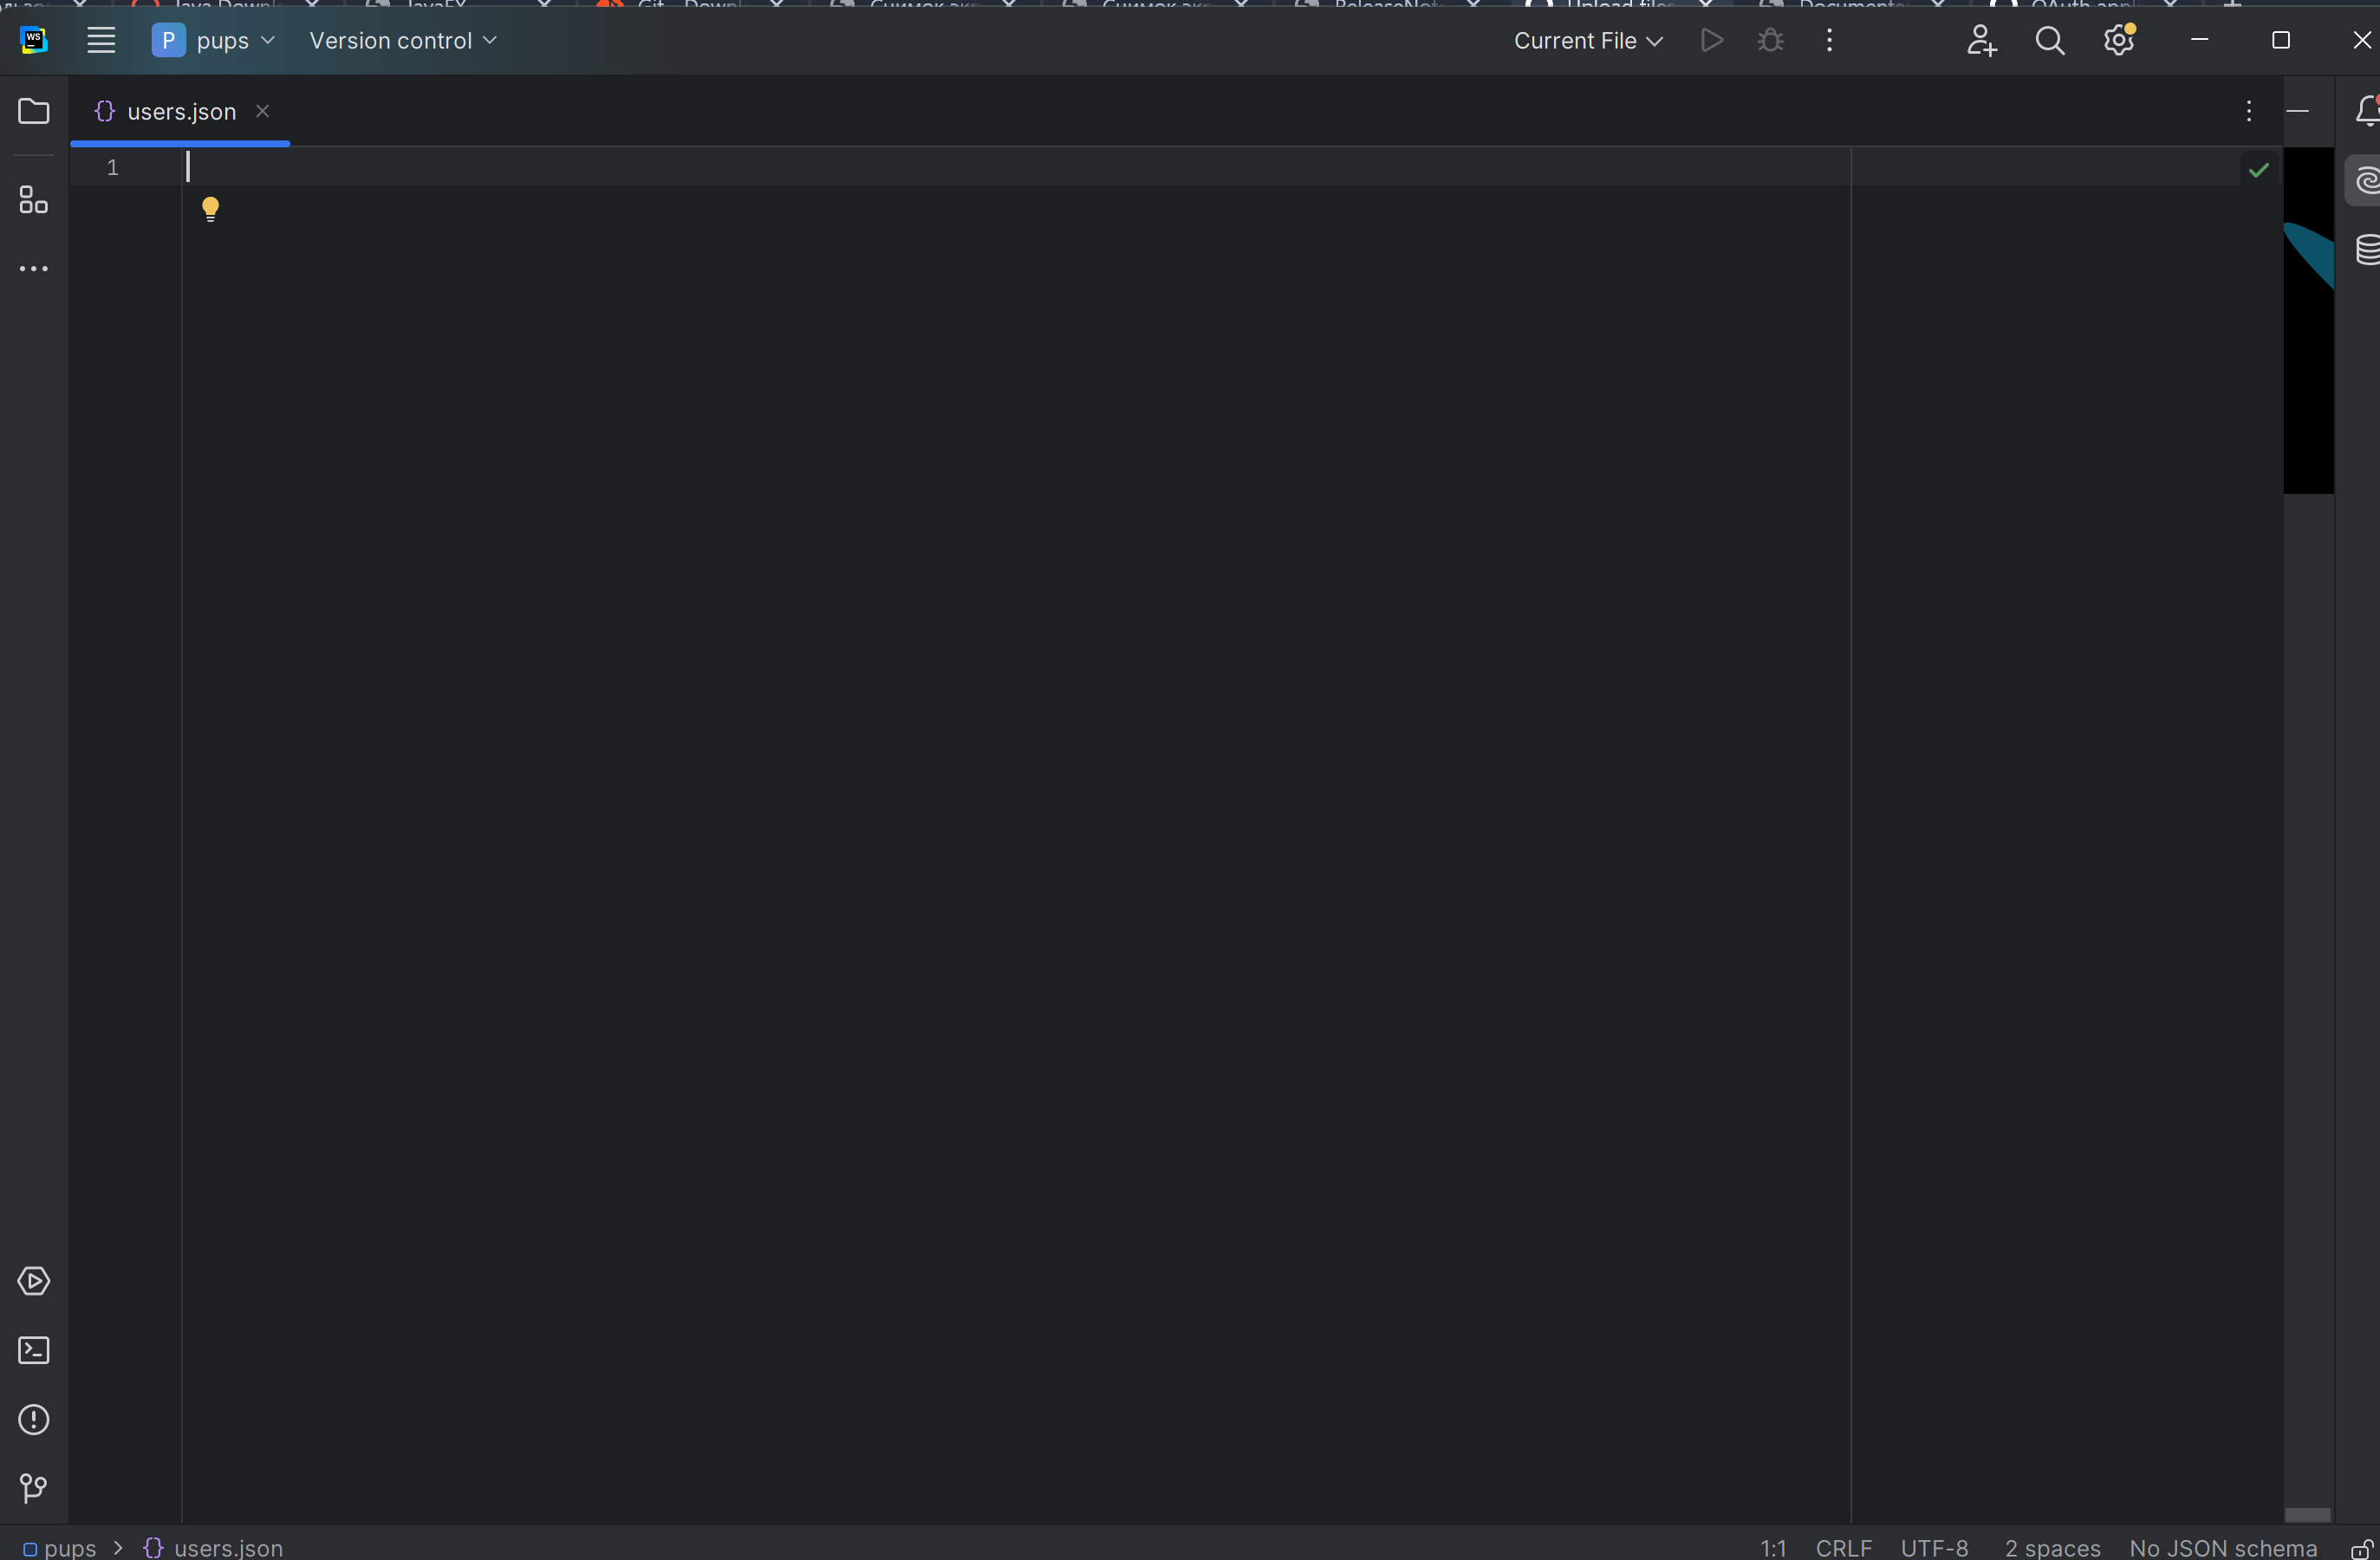 WS P pups Version control Current File
users.json
1
pups > users.json 1:1 CRLF UTF-8 2 spaces No JSON schema